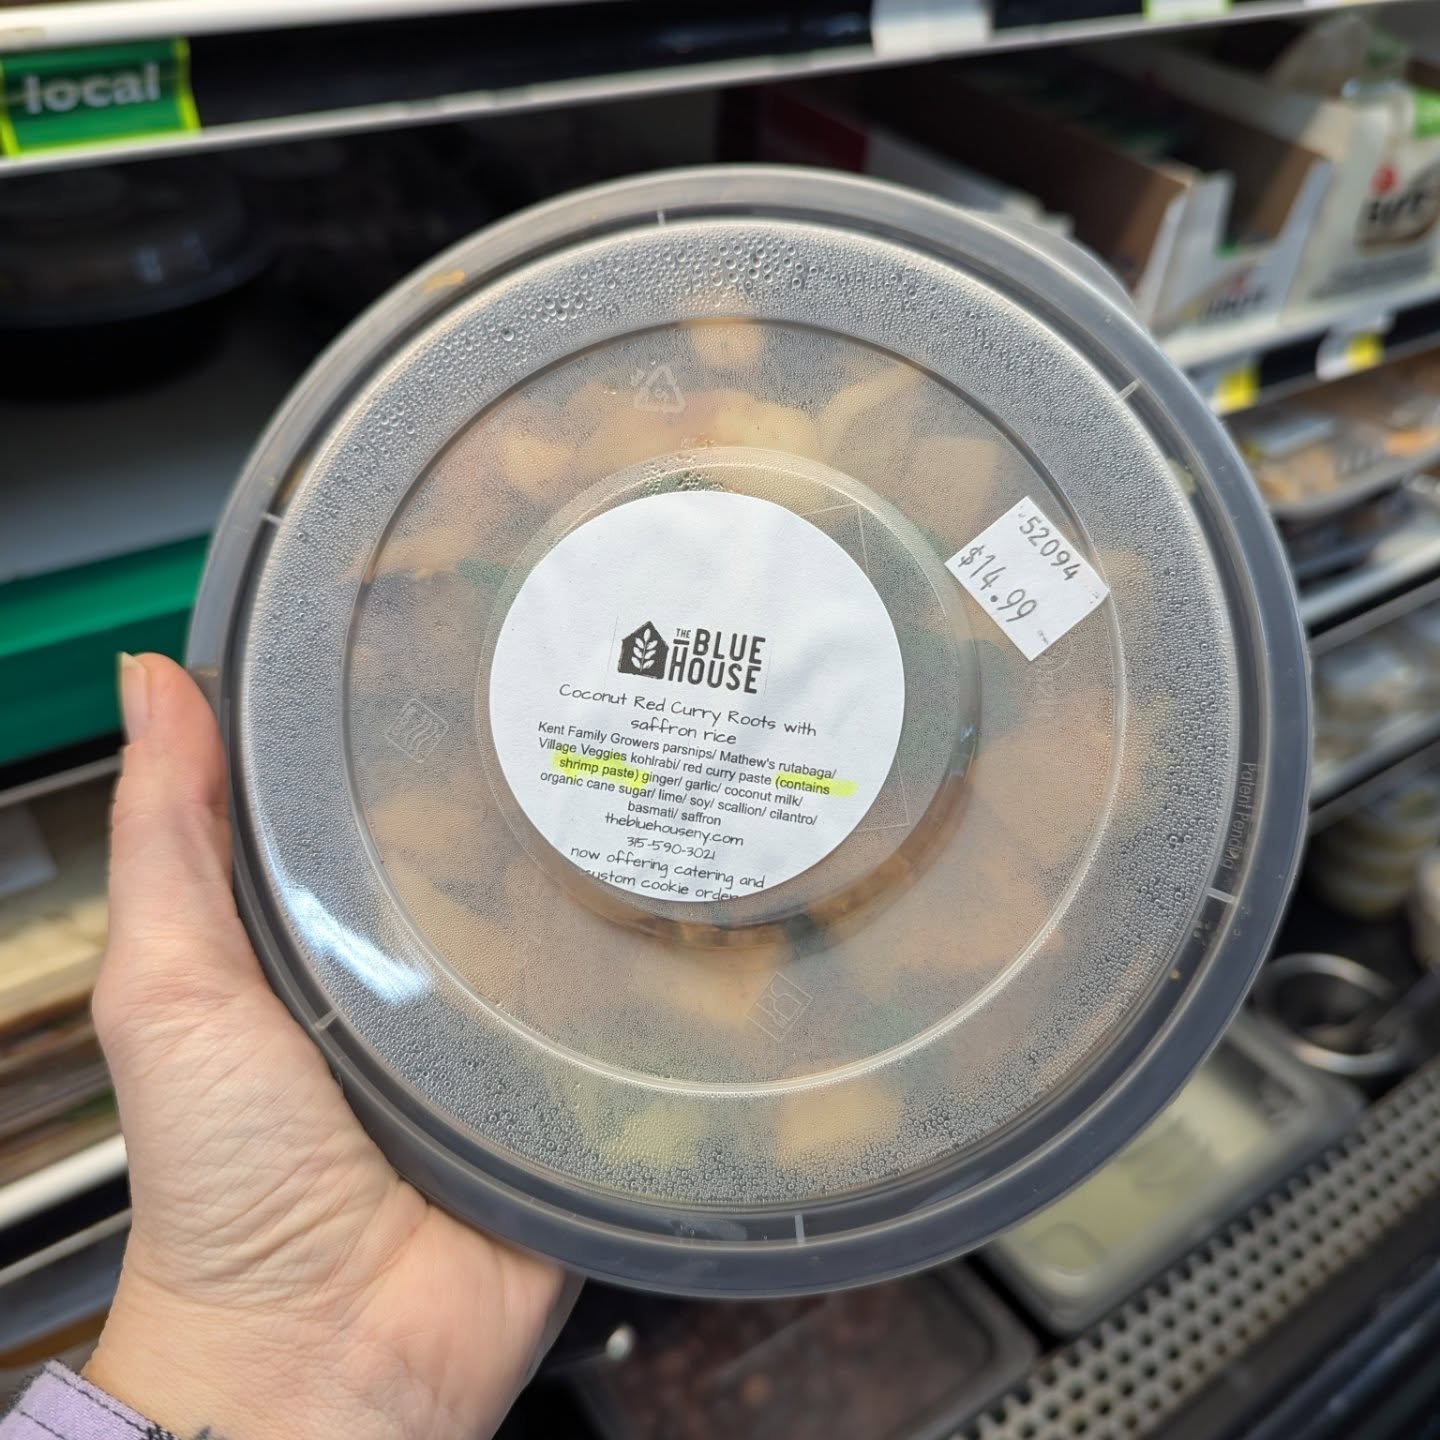 local
52094
$14.99
THE BLUE
HOUSE
Coconut Red Curry Roots with
saffron rice
Kent Family Growers parsnips/ Mathew's rutabaga/
Village Veggies kohlrabi/ red curry paste (contains
shrimp paste) ginger/ garlic/ coconut milk/
organic cane sugar/ lime/ soy/ scallion/ cilantro/
basmati/ saffron
thebluehouseny.com
315-590-3021
now offering catering and
custom cookie order
Patent Pending